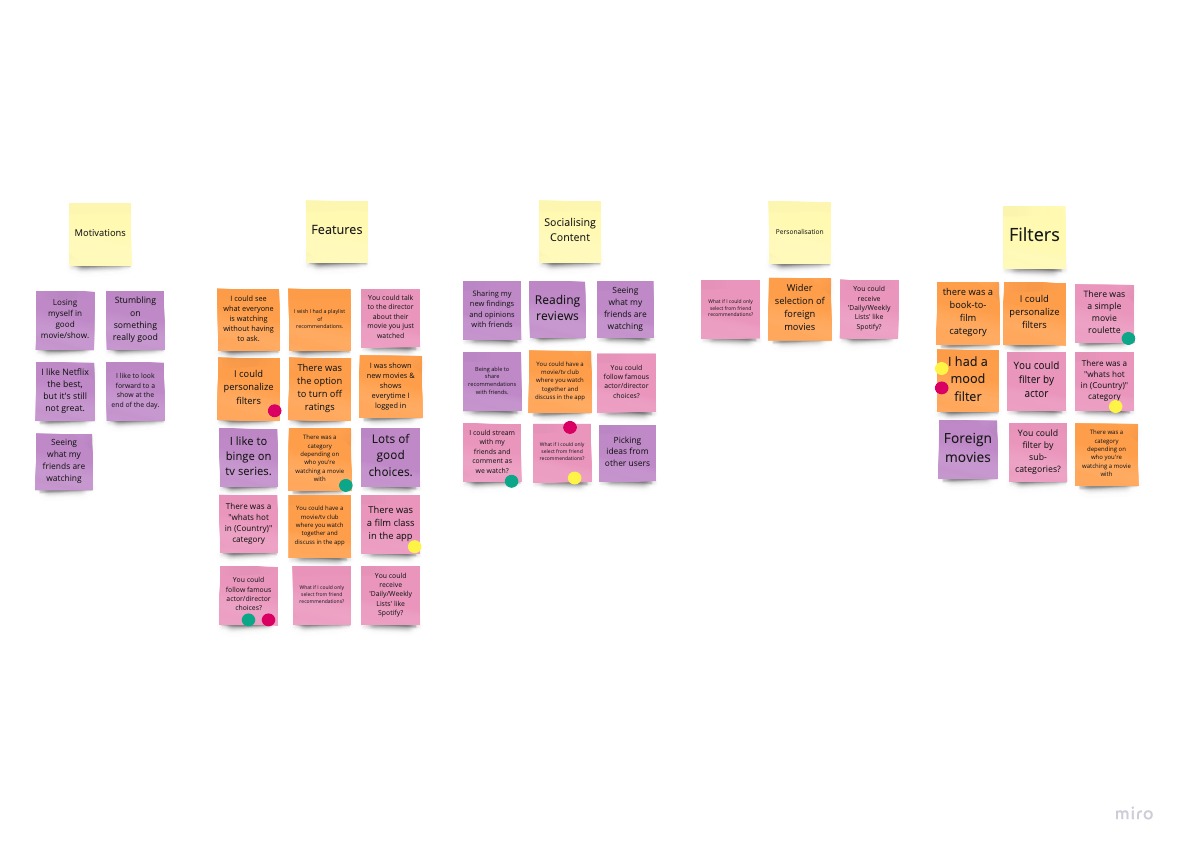 Motivations
Losing
myself in
good
movie/show.
Stumbling
on
something
really good
I like Netflix
the best,
but it's still
not great.
I like to look
forward to a
show at the
end of the day.
Seeing
what my
friends are
watching
Features
I could see
what everyone
is watching
without having
to ask.
I wish I had a playlist
of
recommendations.
You could talk
to the director
about their
movie you just
watched
I could
personalize
filters
There was
the option
to turn off
ratings
I was shown
new movies &
shows
everytime I
logged in
I like to
binge on
tv series.
There was a
category
depending on
who you're
watching a movie
with
Lots of
good
choices.
There was a
"whats hot
in (Country)"
category
You could have a
movie/tv club
where you watch
together and
discuss in the app
There was
a film class
in the app
You could
follow famous
actor/director
choices?
What if I could only
select from friend
recommendations?
You could
receive
'Daily/Weekly
Lists' like
Spotify?
Socialising
Content
Sharing my
new findings
and opinions
with friends
Reading
reviews
Seeing
what my
friends are
watching
Being able to
share
recommendations
with friends.
You could have a
movie/tv club
where you watch
together and
discuss in the app
You could
follow famous
actor/director
choices?
I could stream
with my
friends and
comment as
we watch?
What if I could only
select from friend
recommendations?
Picking
ideas from
other users
Personalisation
What if I could only
select from friend
recommendations?
Wider
selection of
foreign
movies
You could
receive
'Daily/Weekly
Lists' like
Spotify?
Filters
there was a
book-to-
film
category
I could
personalize
filters
There was
a simple
movie
roulette
I had a
mood
filter
You could
filter by
actor
There was a
"whats hot
in (Country)"
category
Foreign
movies
You could
filter by
sub-
categories?
There was a
category
depending on
who you're
watching a movie
with
miro